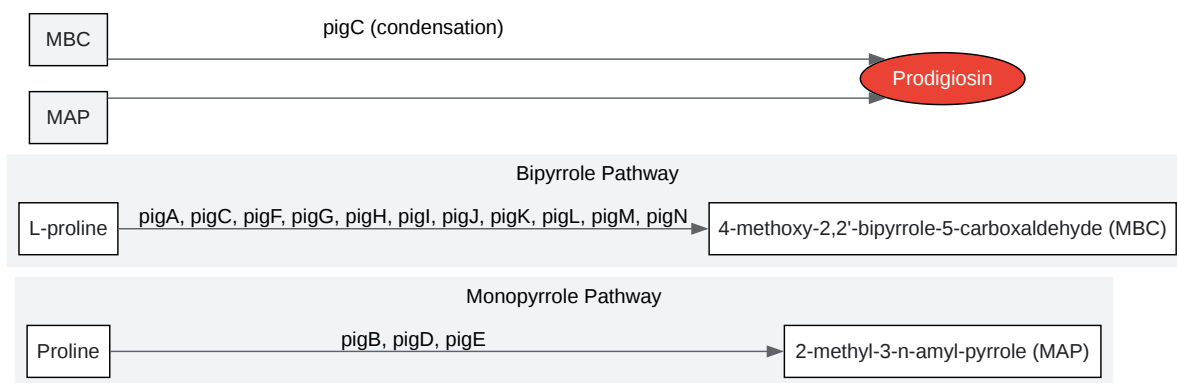 MBC
pigC (condensation)
MAP
Prodigiosin
Bipyrrole Pathway
L-proline
pigA, pigC, pigF, pigG, pigH, pigI, pigJ, pigK, pigL, pigM, pigN
4-methoxy-2,2'-bipyrrole-5-carboxaldehyde (MBC)
Monopyrrole Pathway
Proline
pigB, pigD, pigE
2-methyl-3-n-amyl-pyrrole (MAP)